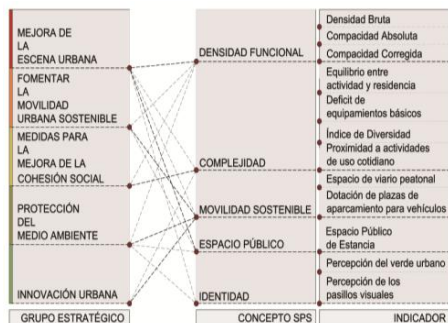 MEJORA DE
LA
ESCENA URBANA
FOMENTAR
LA
MOVILIDAD
URBANA SOSTENIBLE
MEDIDAS PARA
LA
MEJORA DE LA
COHESIÓN SOCIAL
PROTECCIÓN
DEL
MEDIO AMBIENTE
INNOVACIÓN URBANA
GRUPO ESTRATÉGICO
DENSIDAD FUNCIONAL
COMPLEJIDAD
MOVILIDAD SOSTENIBLE
ESPACIO PÚBLICO
IDENTIDAD
CONCEPTO SPS
Densidad Bruta
Compacidad Absoluta
Compacidad Corregida
Equilibrio entre
actividad y residencia
Deficit de
equipamientos básicos
Índice de Diversidad
Proximidad a actividades
de uso cotidiano
Espacio de viario peatonal
Dotación de plazas de
aparcamiento para vehículos
Espacio Público
de Estancia
Percepción del verde urbano
Percepción de los
pasillos visuales
INDICADOR